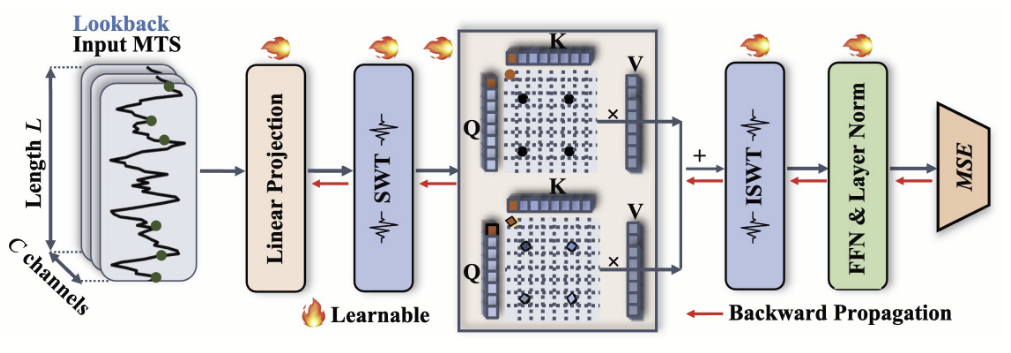 Lookback
Input MTS
Length L
C channels
Linear Projection
SWT
K
Q
V
×
K
Q
V
×
+
ISWT
FFN & Layer Norm
MSE
Learnable
Backward Propagation